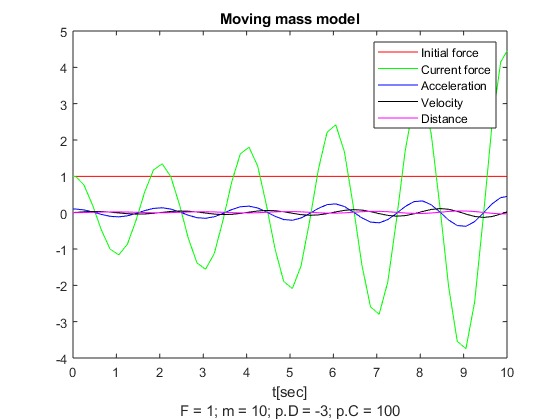 Moving mass model
5
4
3
2
1
0
-1
-2
-3
-4
Initial force
Current force
Acceleration
Velocity
Distance
0 1 2 3 4 5 6 7 8 9 10
t[sec]
F = 1; m = 10; p.D = -3; p.C = 100